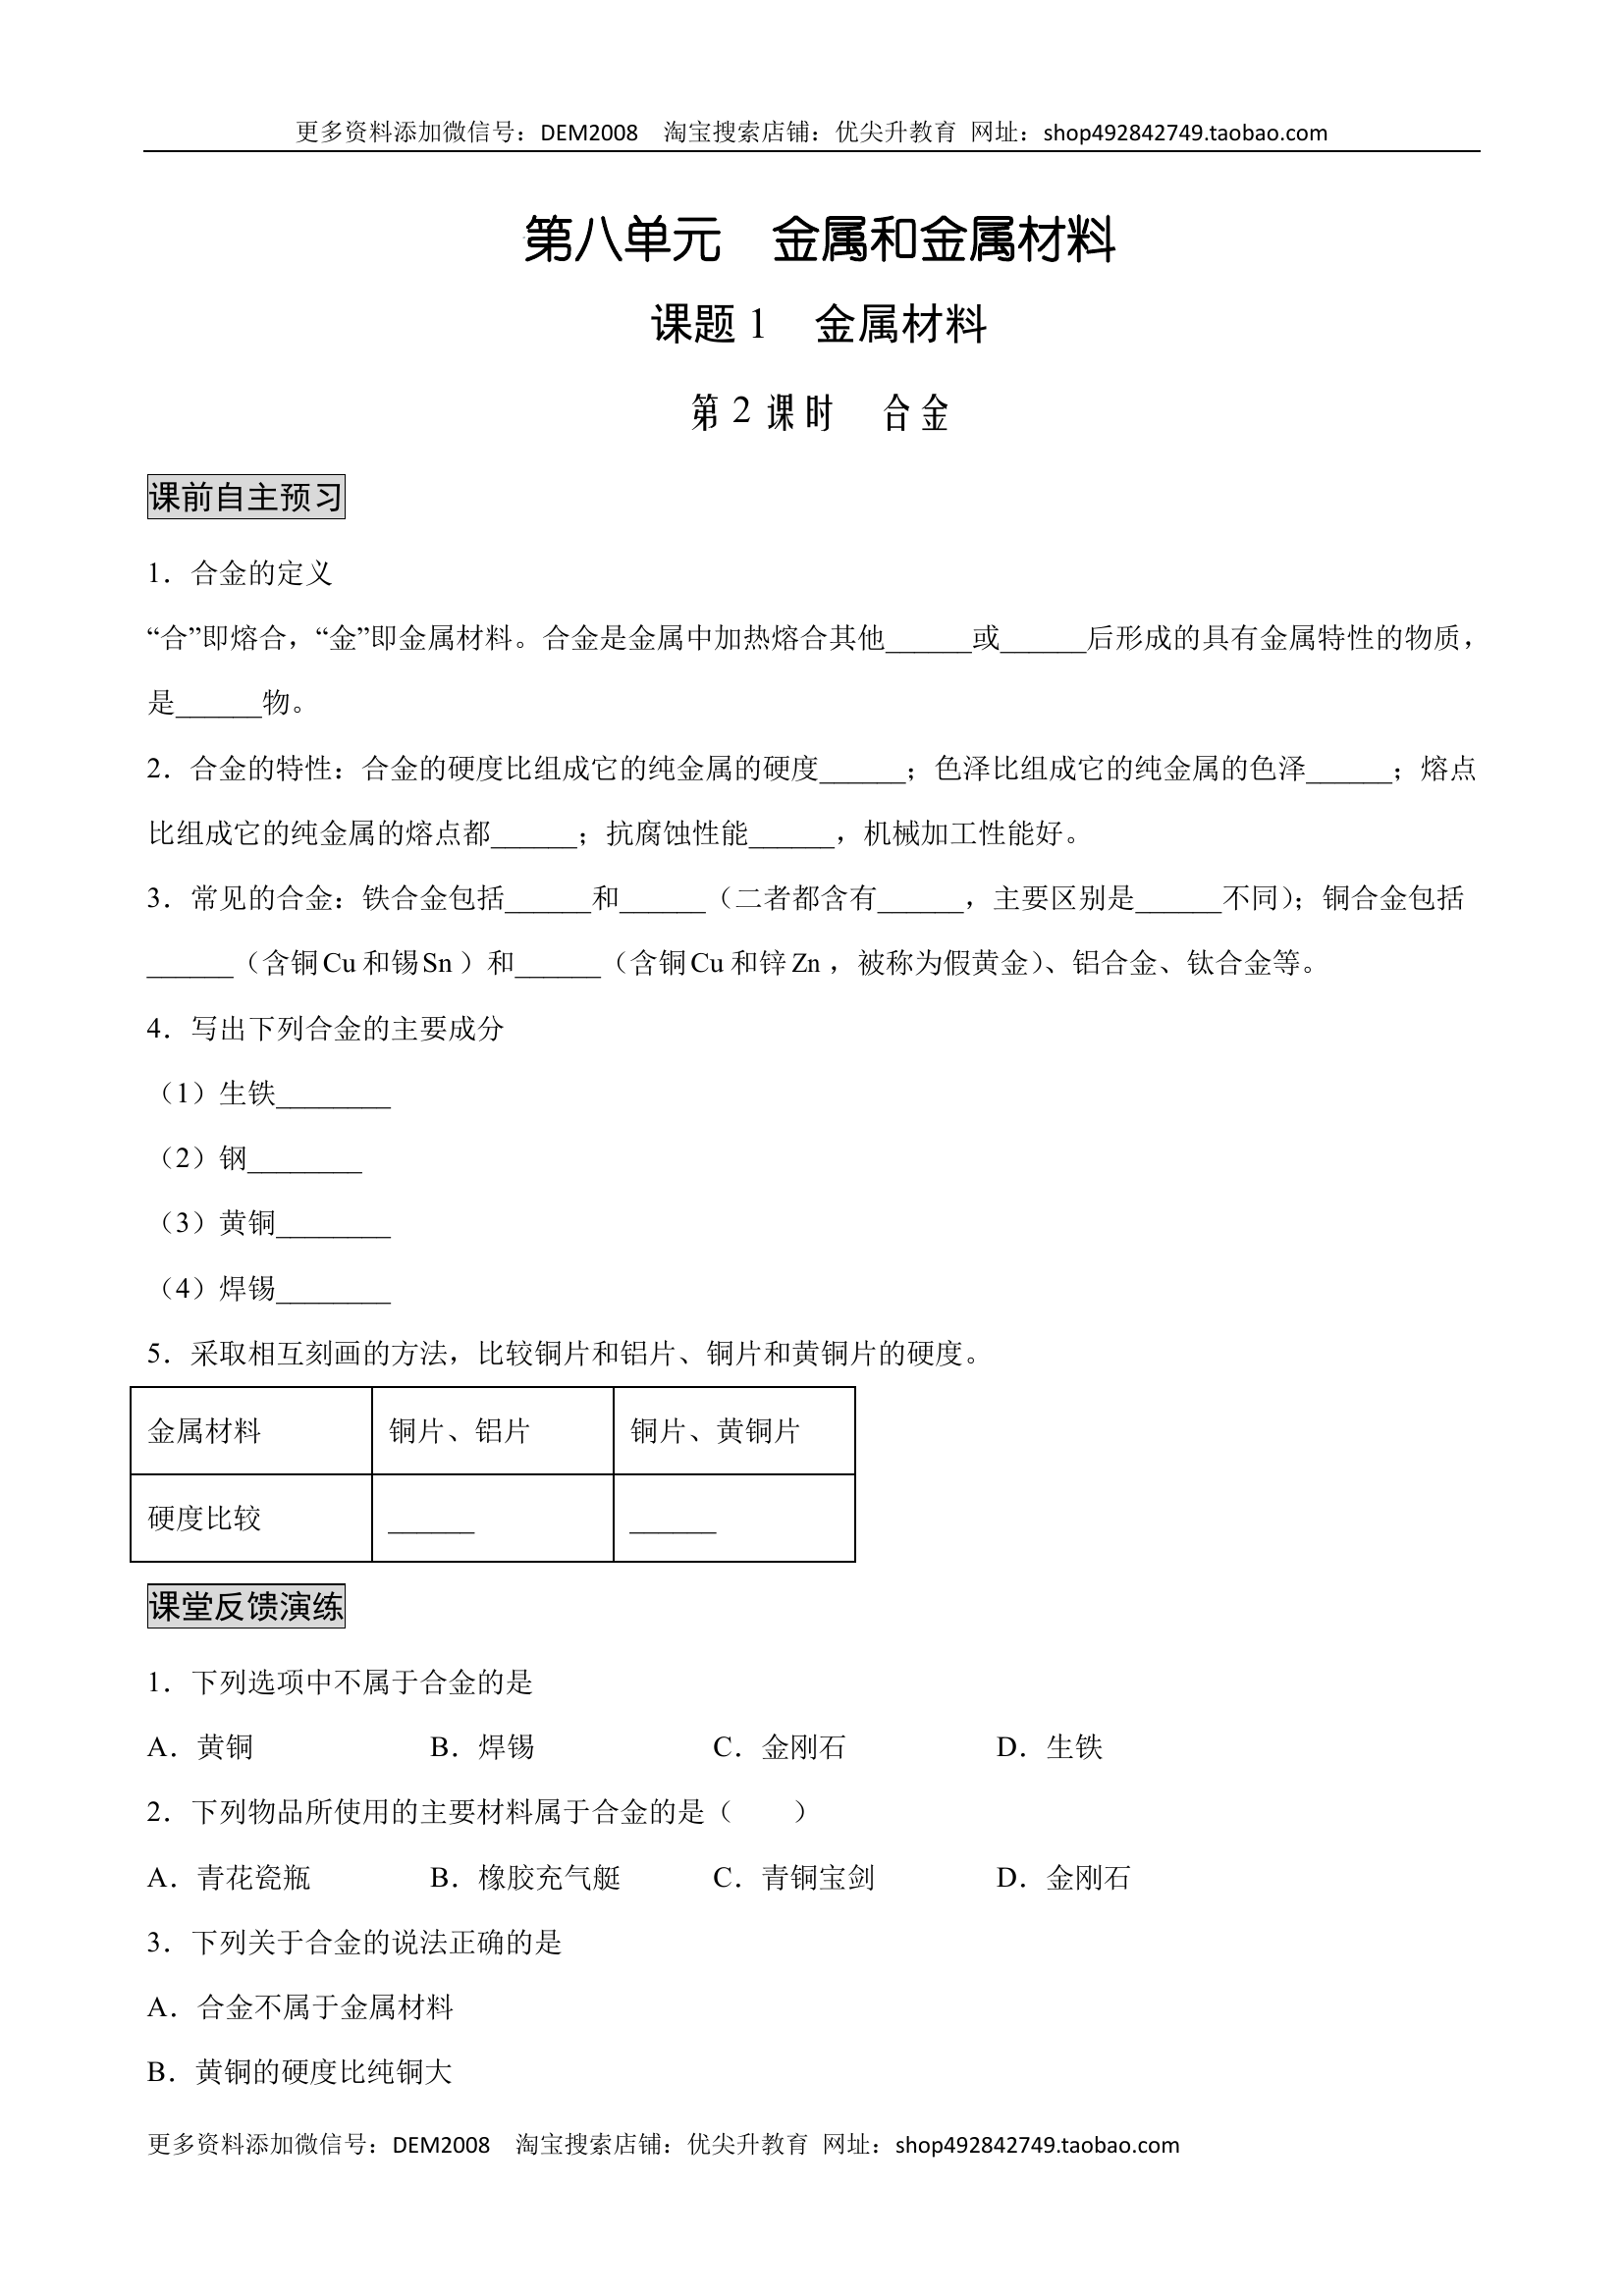 更多资料添加微信号：DEM2008　淘宝搜索店铺：优尖升教育 网址：shop492842749.taobao.com
第八单元　金属和金属材料
课题 1　金属材料
第 2 课时　合金
课前自主预习
1．合金的定义
“合”即熔合，“金”即金属材料。合金是金属中加热熔合其他______或______后形成的具有金属特性的物质，
是______物。
2．合金的特性：合金的硬度比组成它的纯金属的硬度______；色泽比组成它的纯金属的色泽______；熔点
比组成它的纯金属的熔点都______；抗腐蚀性能______，机械加工性能好。
3．常见的合金：铁合金包括______和______（二者都含有______，主要区别是______不同）；铜合金包括
______（含铜 Cu 和锡 Sn ）和______（含铜 Cu 和锌 Zn ，被称为假黄金）、铝合金、钛合金等。
4．写出下列合金的主要成分
（1）生铁________
（2）钢________
（3）黄铜________
（4）焊锡________
5．采取相互刻画的方法，比较铜片和铝片、铜片和黄铜片的硬度。
金属材料　铜片、铝片　铜片、黄铜片
硬度比较　______　______
课堂反馈演练
1．下列选项中不属于合金的是
A．黄铜　B．焊锡　C．金刚石　D．生铁
2．下列物品所使用的主要材料属于合金的是（　　）
A．青花瓷瓶　B．橡胶充气艇　C．青铜宝剑　D．金刚石
3．下列关于合金的说法正确的是
A．合金不属于金属材料
B．黄铜的硬度比纯铜大
更多资料添加微信号：DEM2008　淘宝搜索店铺：优尖升教育 网址：shop492842749.taobao.com